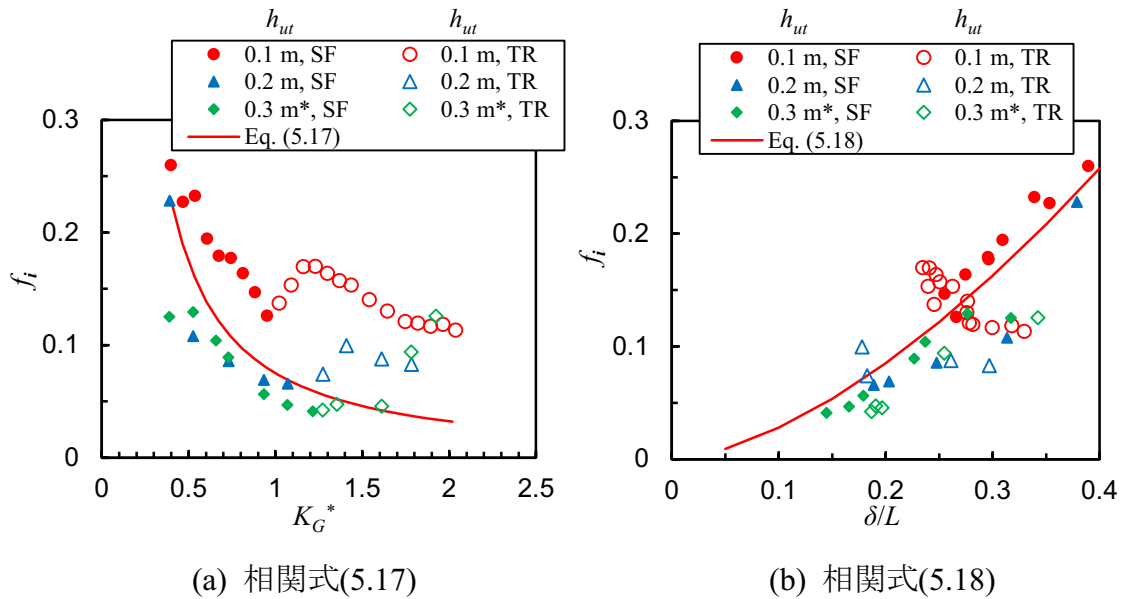 h_ut h_ut
0.1 m, SF 0.1 m, TR
0.2 m, SF 0.2 m, TR
0.3 m*, SF 0.3 m*, TR
Eq. (5.17)
0.3
0.2
0.1
0
f_i
0 0.5 1 1.5 2 2.5
K_G*
(a) 相関式(5.17)
h_ut h_ut
0.1 m, SF 0.1 m, TR
0.2 m, SF 0.2 m, TR
0.3 m*, SF 0.3 m*, TR
Eq. (5.18)
0.3
0.2
0.1
0
f_i
0 0.1 0.2 0.3 0.4
δ/L
(b) 相関式(5.18)